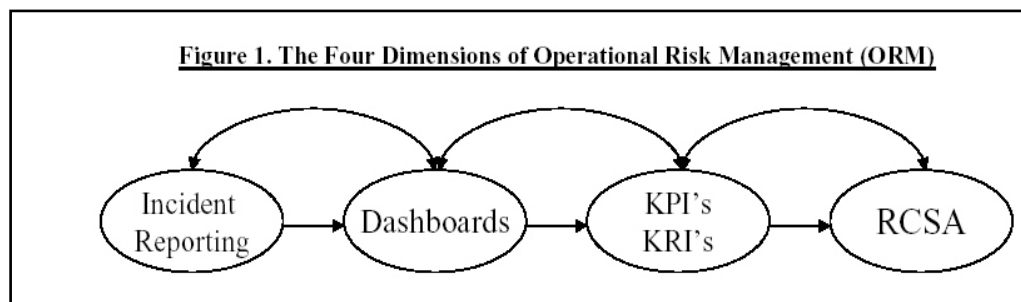 Figure 1. The Four Dimensions of Operational Risk Management (ORM)
Incident
Reporting
Dashboards
KPI's
KRI's
RCSA